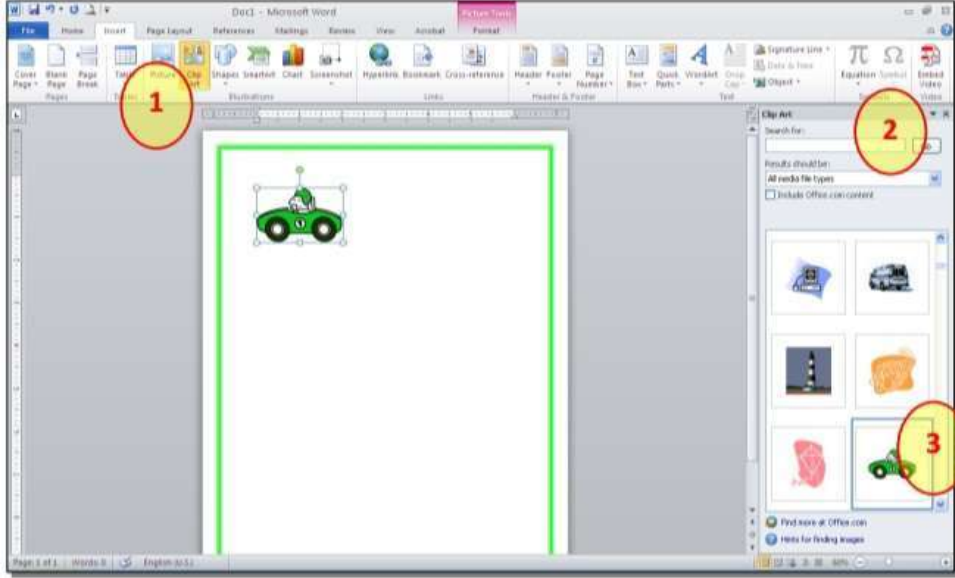 Doc1 - Microsoft Word
Picture Tools
File Home Insert Page Layout References Mailings Review View Acrobat Format
Cover Page Blank Page Page Break Table Picture Clip Art Shapes SmartArt Chart Screenshot Hyperlink Bookmark Cross-reference Header Footer Page Number Text Box Quick Parts WordArt Drop Cap Signature Line Date & Time Object Equation Symbol Embed Video
Pages Illustrations Links Header & Footer Text Video
1
2
3
Clip Art
Search for:
Go
Results should be:
All media file types
Include Office.com content
1
Find more at Office.com
Hints for finding images
Page: 1 of 1 Words: 0 English (U.S.) 60%